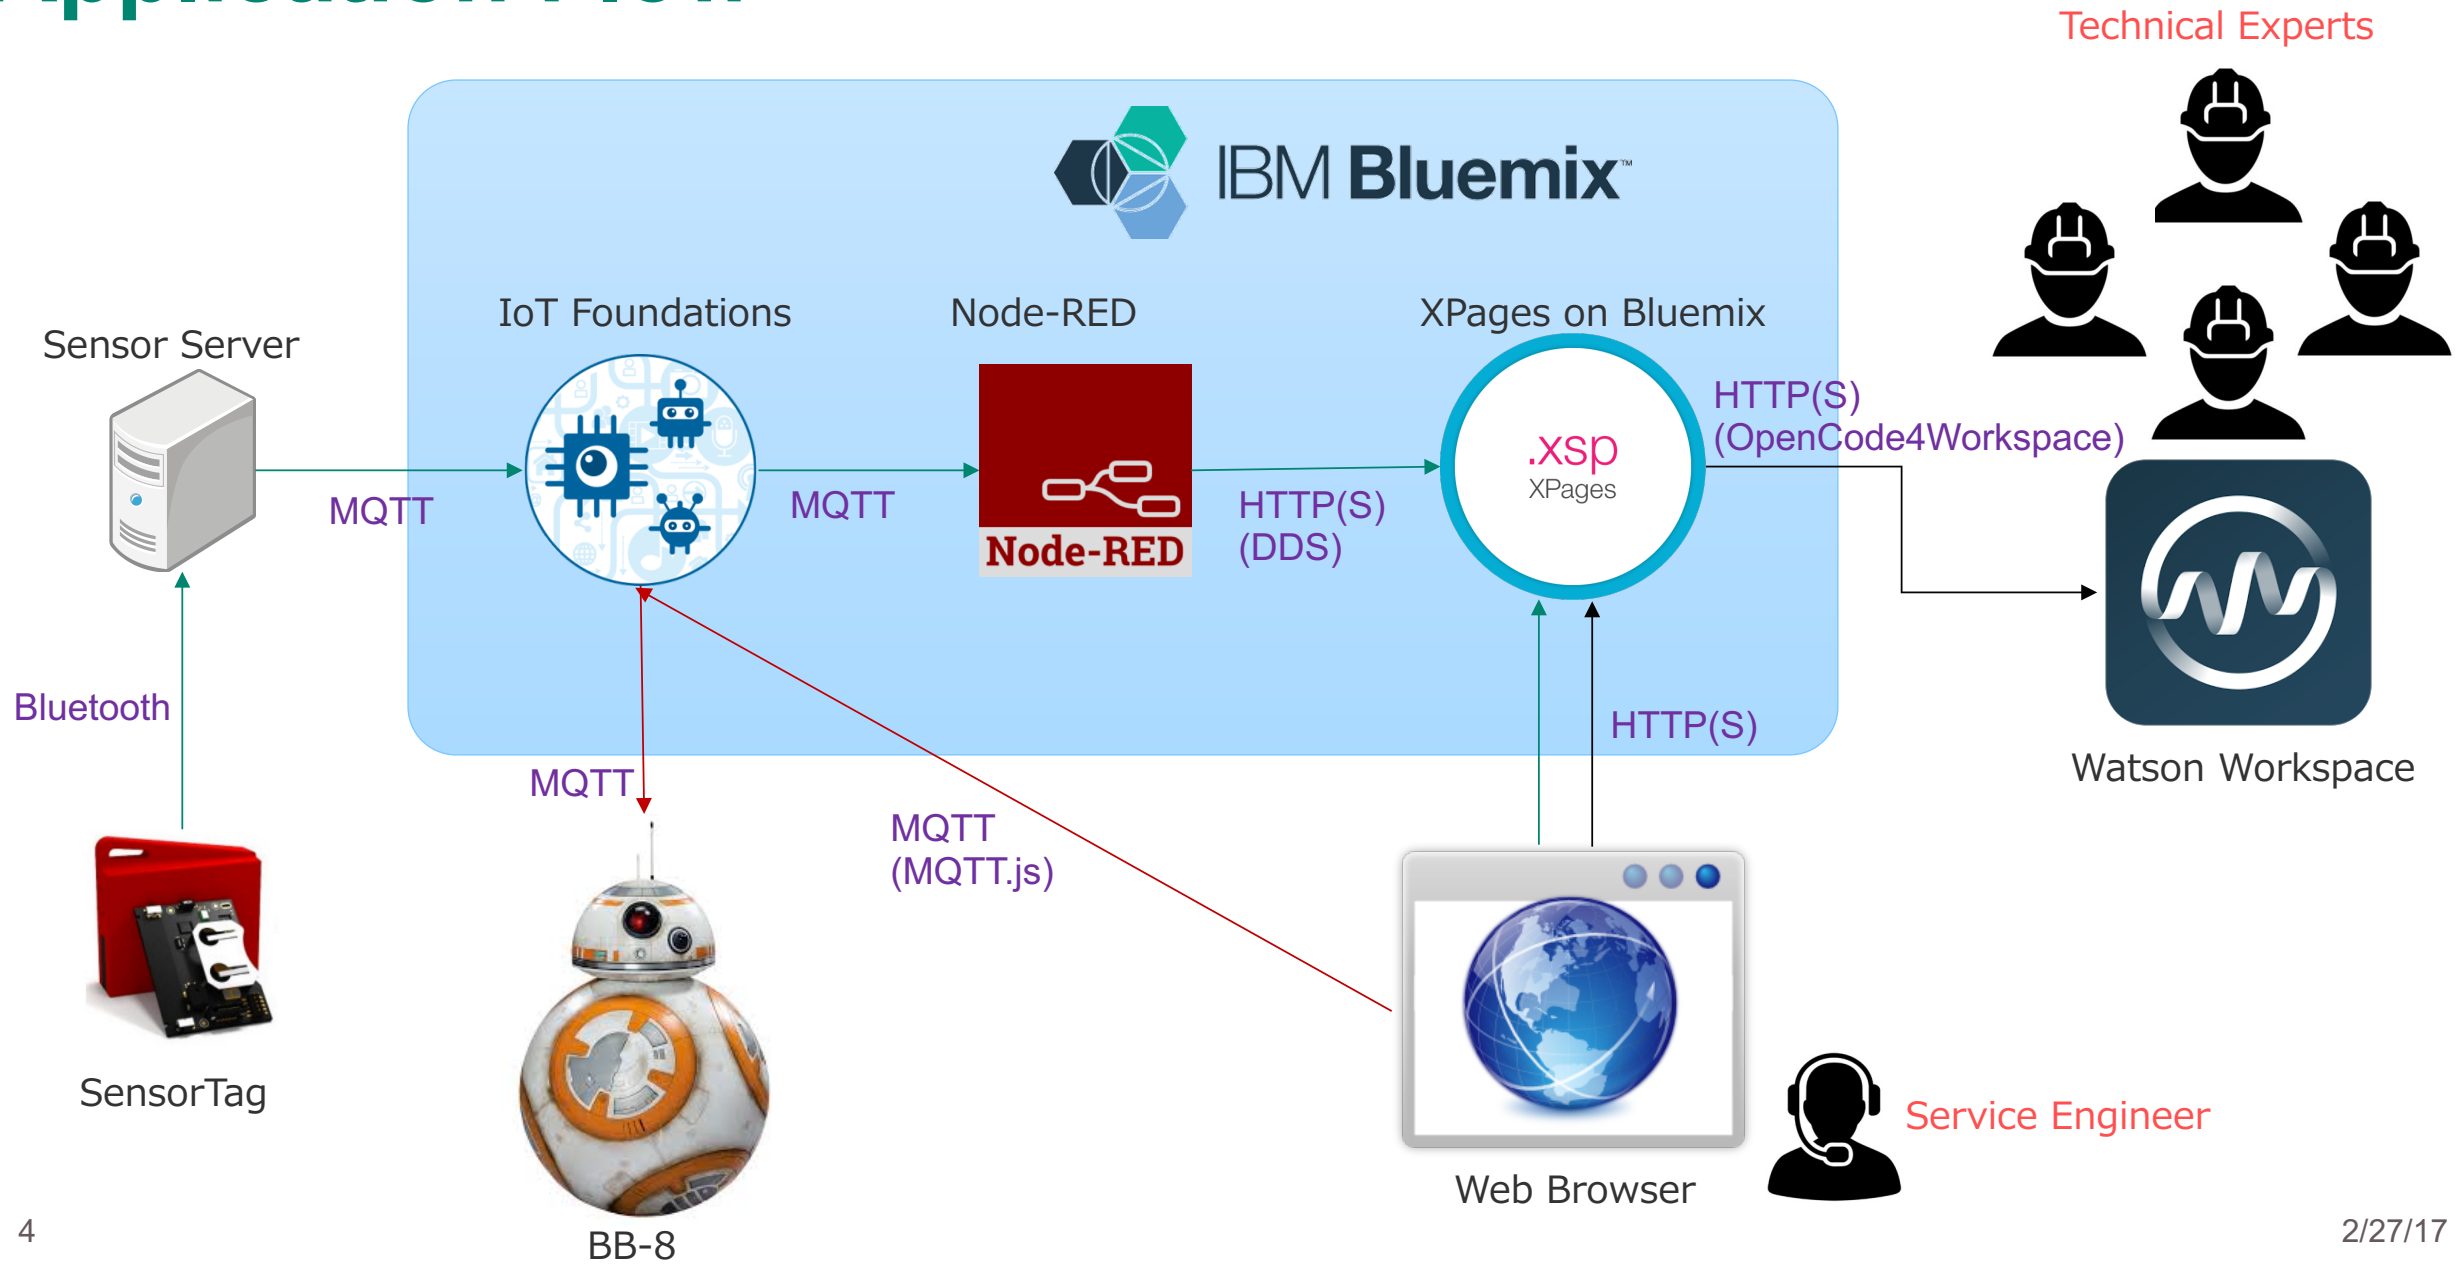 Technical Experts
IBM Bluemix™
IoT Foundations
Node-RED
XPages on Bluemix
Sensor Server
HTTP(S)
(OpenCode4Workspace)
.xsp
XPages
MQTT
MQTT
HTTP(S)
(DDS)
Node-RED
Bluetooth
HTTP(S)
Watson Workspace
MQTT
MQTT
(MQTT.js)
SensorTag
Service Engineer
Web Browser
BB-8
4
2/27/17